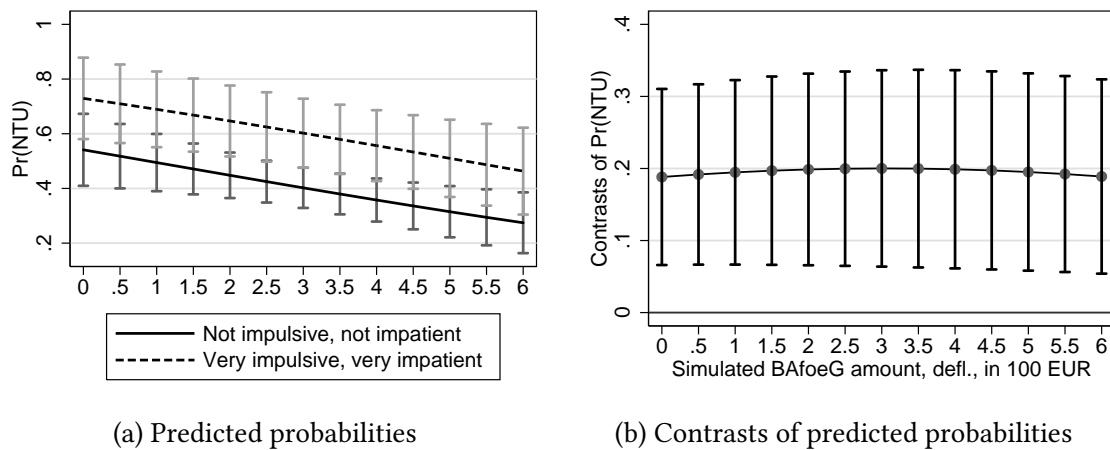 Pr(NTU)
1
.8
.6
.4
.2
0 .5 1 1.5 2 2.5 3 3.5 4 4.5 5 5.5 6
Not impulsive, not impatient
Very impulsive, very impatient
(a) Predicted probabilities
Contrasts of Pr(NTU)
.4
.3
.2
.1
0
0 .5 1 1.5 2 2.5 3 3.5 4 4.5 5 5.5 6
Simulated BAfoeG amount, defl., in 100 EUR
(b) Contrasts of predicted probabilities